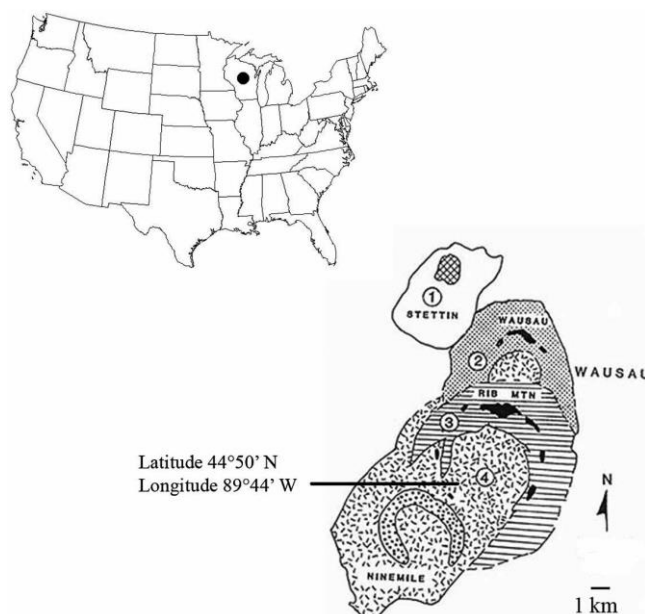 1
STETTIN
WAUSAU
2
WAUSAU
RIB MTN
3
Latitude 44°50' N
4
Longitude 89°44' W
N
NINEMILE
1 km